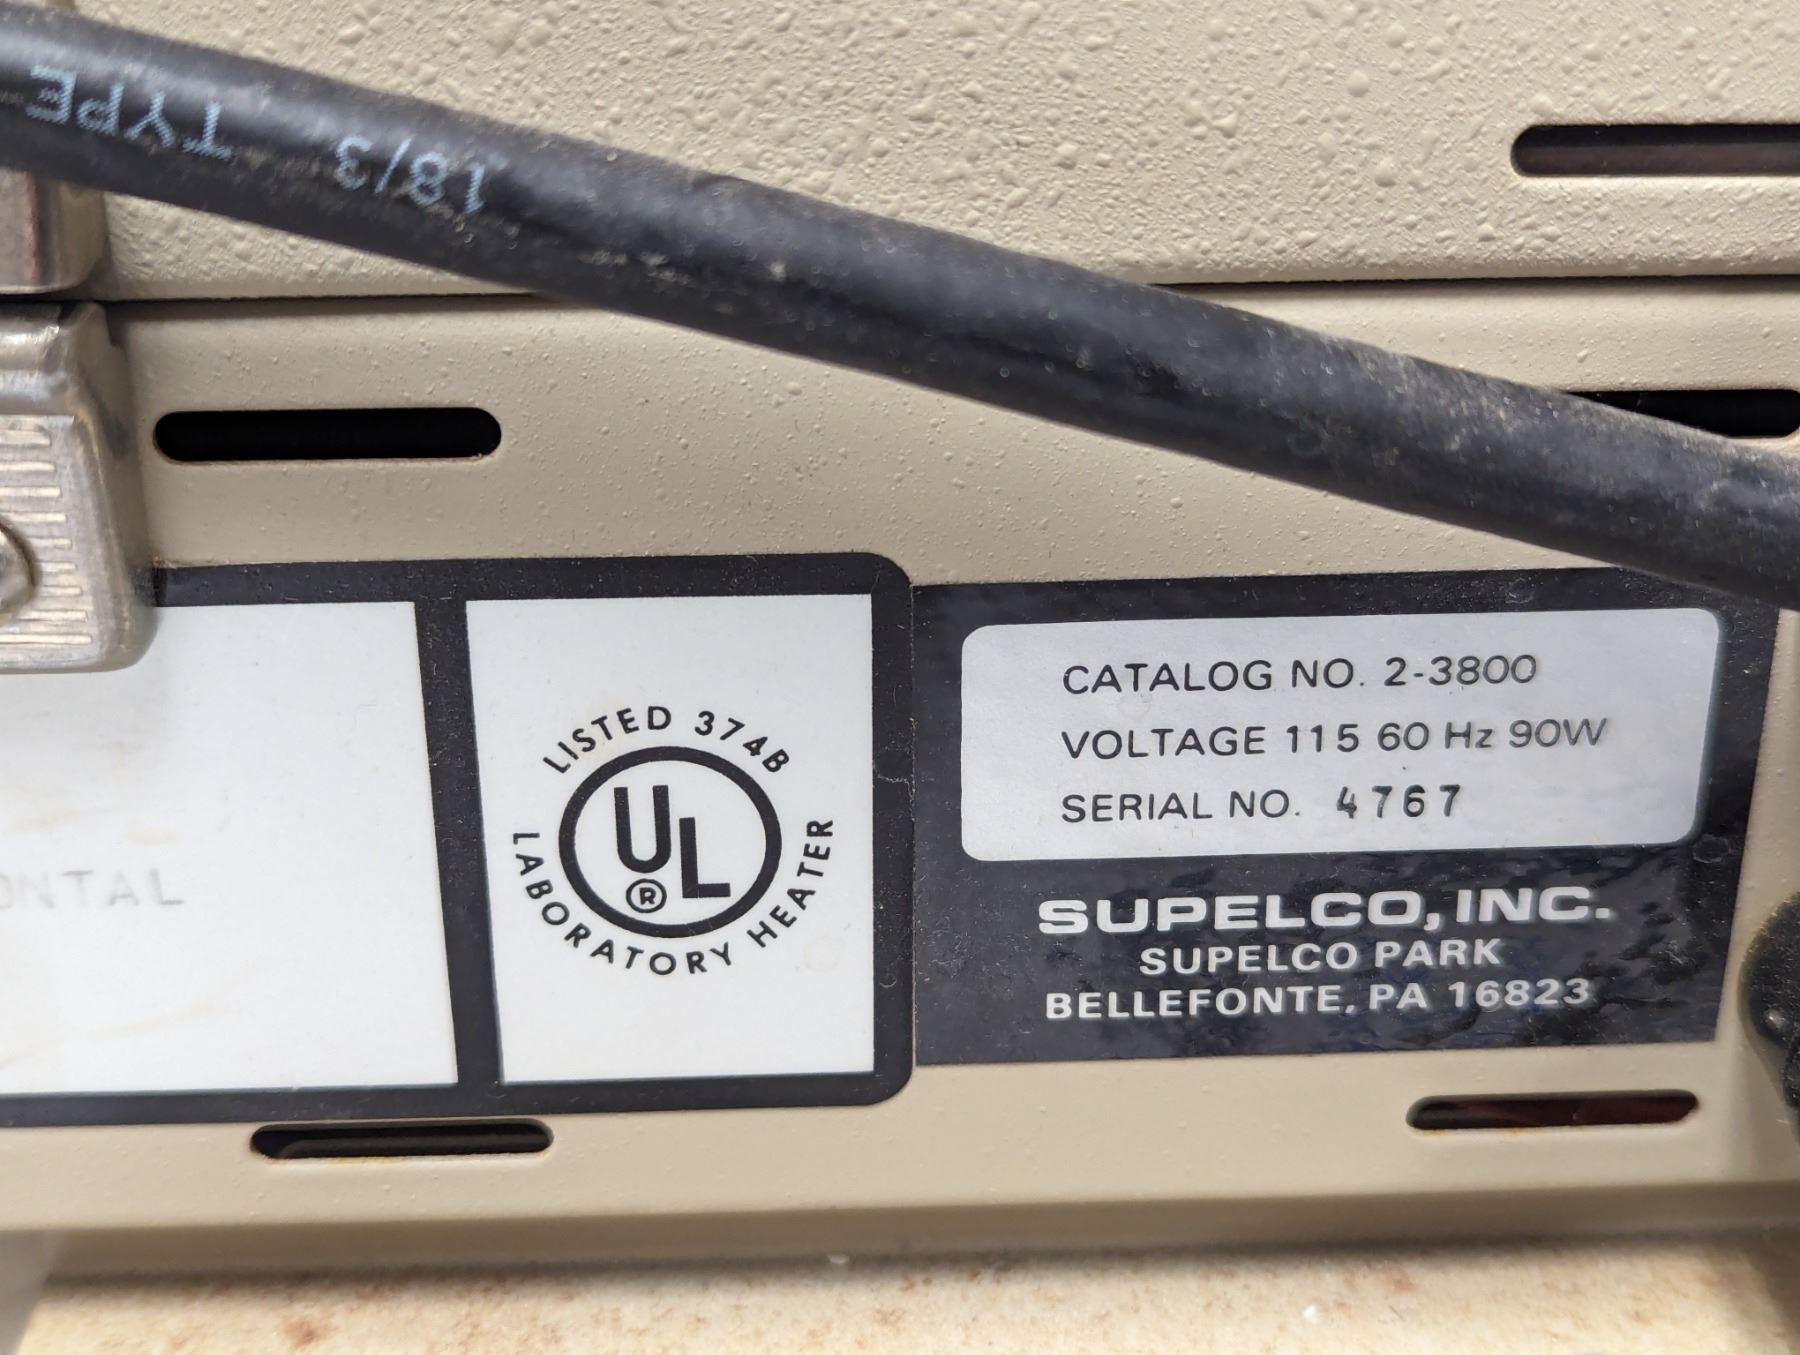 18/3 TYPE
ONTAL
LISTED 374B
UL
®
LABORATORY HEATER
CATALOG NO. 2-3800
VOLTAGE 115 60 Hz 90W
SERIAL NO. 4767
SUPELCO, INC.
SUPELCO PARK
BELLEFONTE, PA 16823